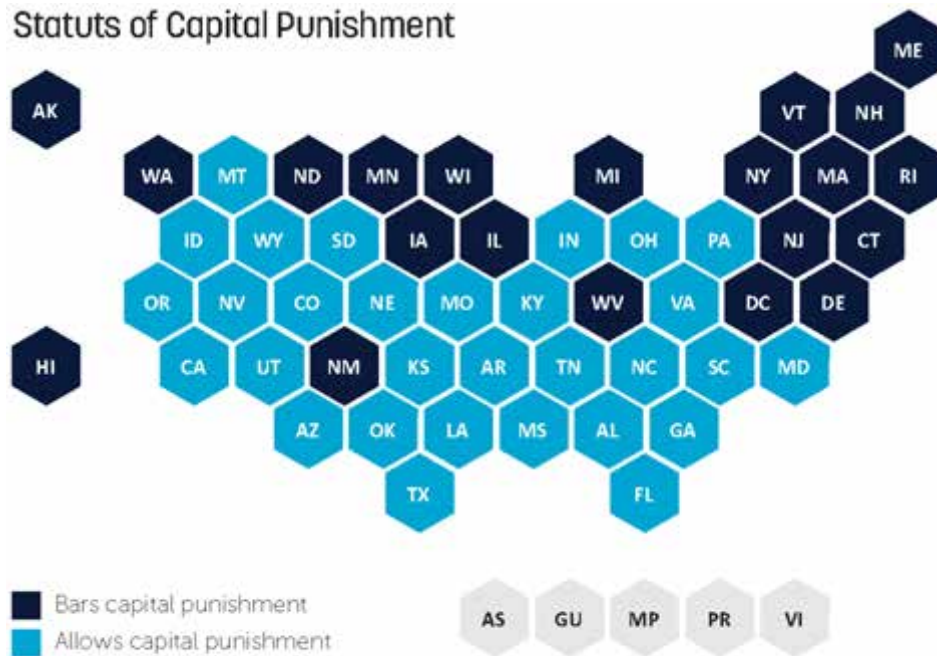 Statuts of Capital Punishment
ME
AK VT NH
WA MT ND MN WI MI NY MA RI
ID WY SD IA IL IN OH PA NJ CT
OR NV CO NE MO KY WV VA DC DE
HI CA UT NM KS AR TN NC SC MD
AZ OK LA MS AL GA
TX FL
Bars capital punishment
Allows capital punishment
AS GU MP PR VI